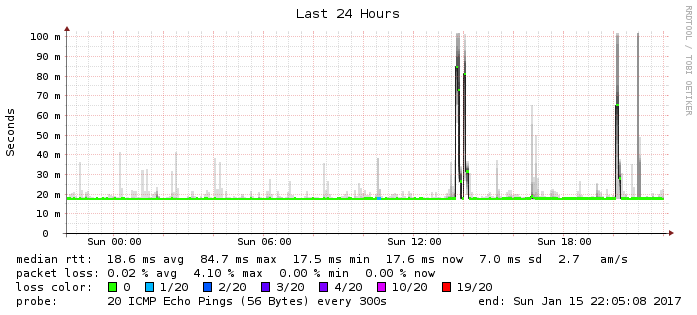 Last 24 Hours
RRDTOOL / TOBI OETIKER
Seconds
100 m
90 m
80 m
70 m
60 m
50 m
40 m
30 m
20 m
10 m
0
Sun 00:00 Sun 06:00 Sun 12:00 Sun 18:00
median rtt: 18.6 ms avg 84.7 ms max 17.5 ms min 17.6 ms now 7.0 ms sd 2.7 am/s
packet loss: 0.02 % avg 4.10 % max 0.00 % min 0.00 % now
loss color: 0 1/20 2/20 3/20 4/20 10/20 19/20
probe: 20 ICMP Echo Pings (56 Bytes) every 300s end: Sun Jan 15 22:05:08 2017